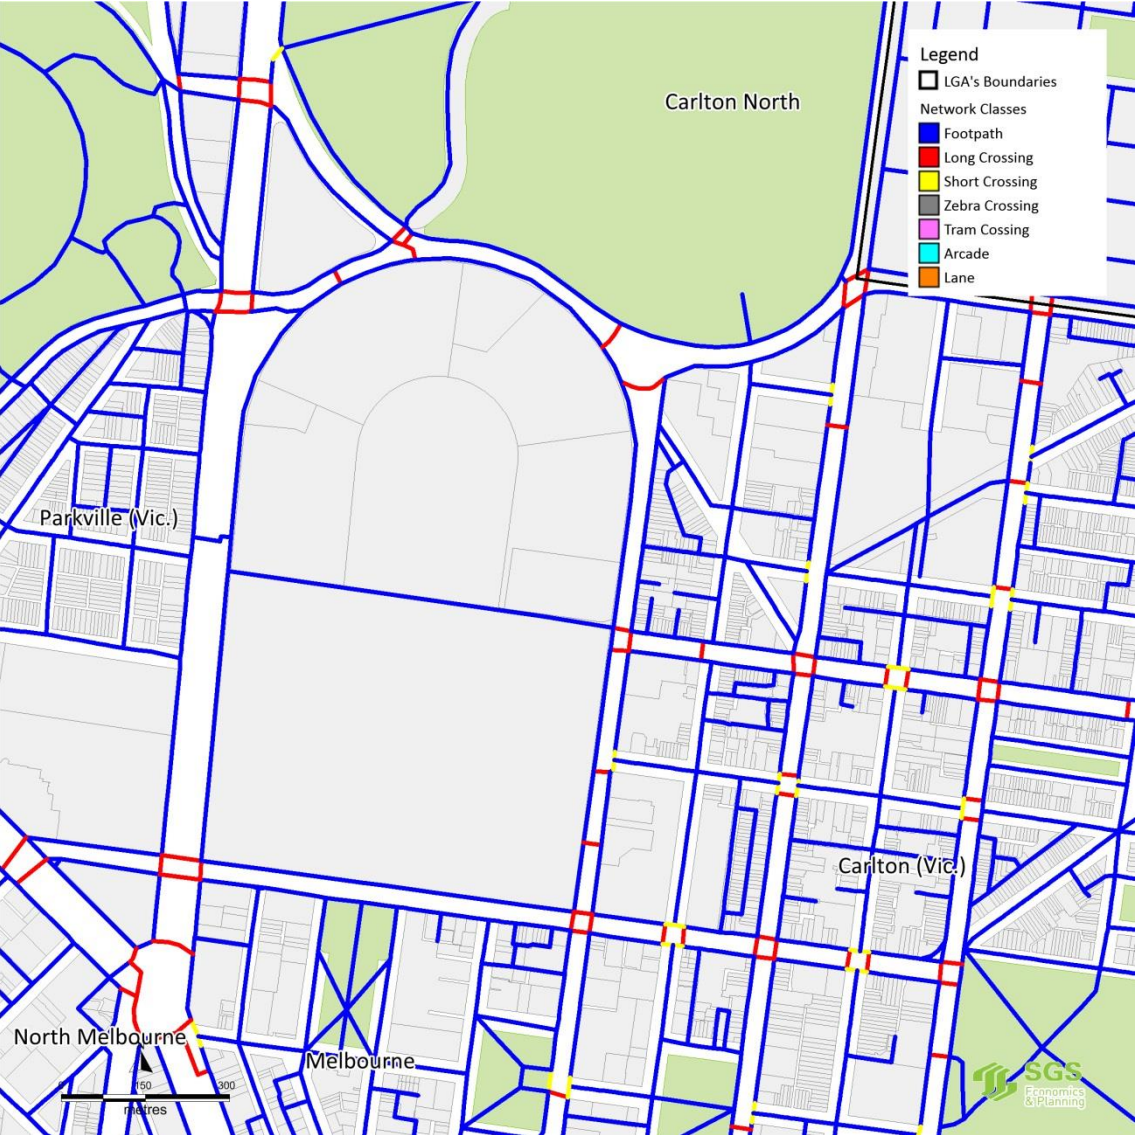 Legend
LGA's Boundaries
Network Classes
Footpath
Long Crossing
Short Crossing
Zebra Crossing
Tram Cossing
Arcade
Lane
Carlton North
Parkville (Vic.)
Carlton (Vic.)
North Melbourne
Melbourne
0 150 300
metres
SGS
Economics
& Planning